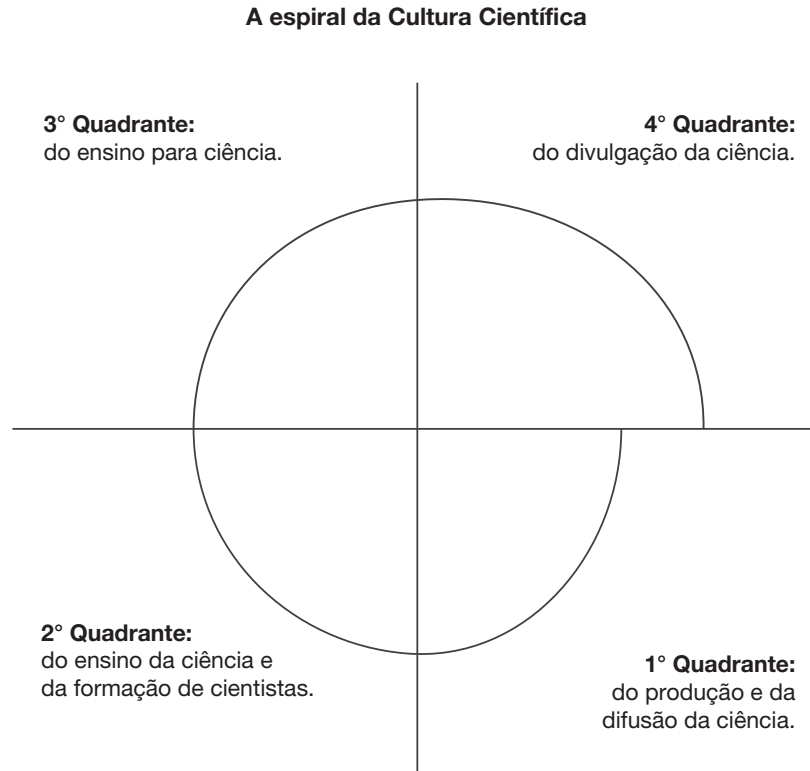 A espiral da Cultura Científica
3° Quadrante:
do ensino para ciência.
4° Quadrante:
do divulgação da ciência.
2° Quadrante:
do ensino da ciência e
da formação de cientistas.
1° Quadrante:
do produção e da
difusão da ciência.